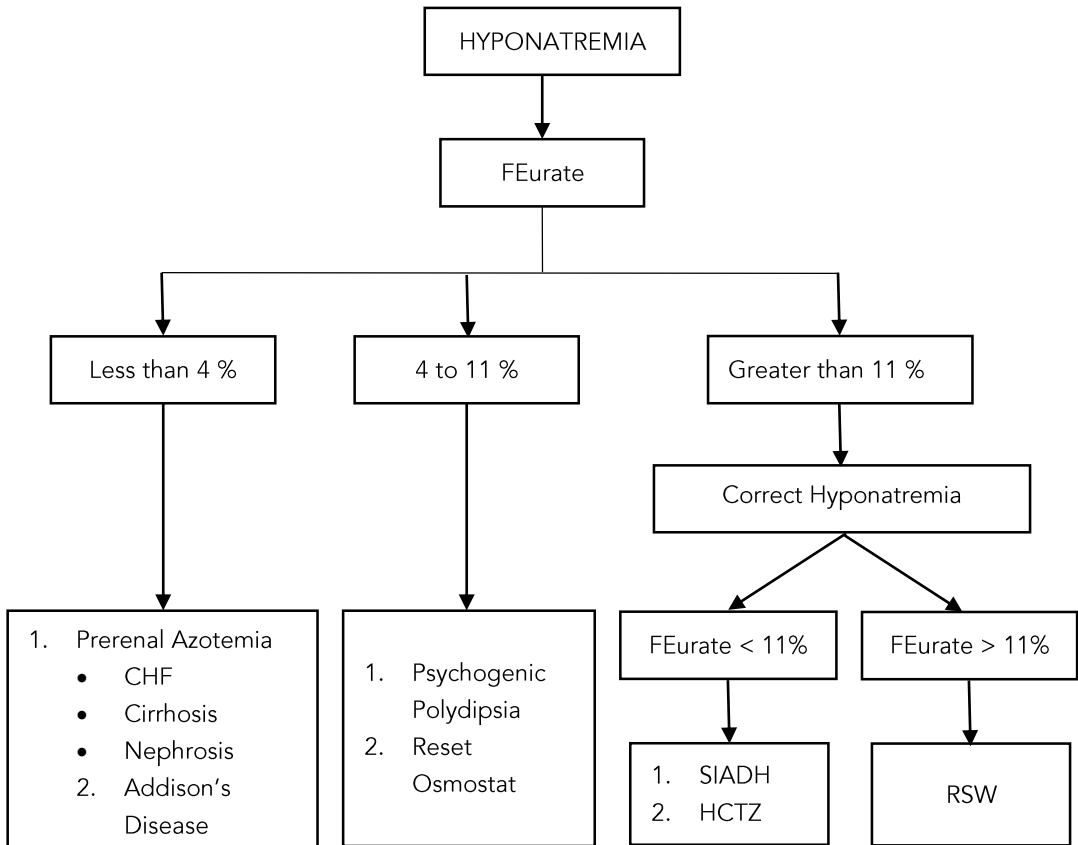 HYPONATREMIA
FEurate
Less than 4 %
4 to 11 %
Greater than 11 %
Correct Hyponatremia
FEurate < 11%
FEurate > 11%
1. Prerenal Azotemia
• CHF
• Cirrhosis
• Nephrosis
2. Addison’s
Disease
1. Psychogenic
Polydipsia
2. Reset
Osmostat
1. SIADH
2. HCTZ
RSW